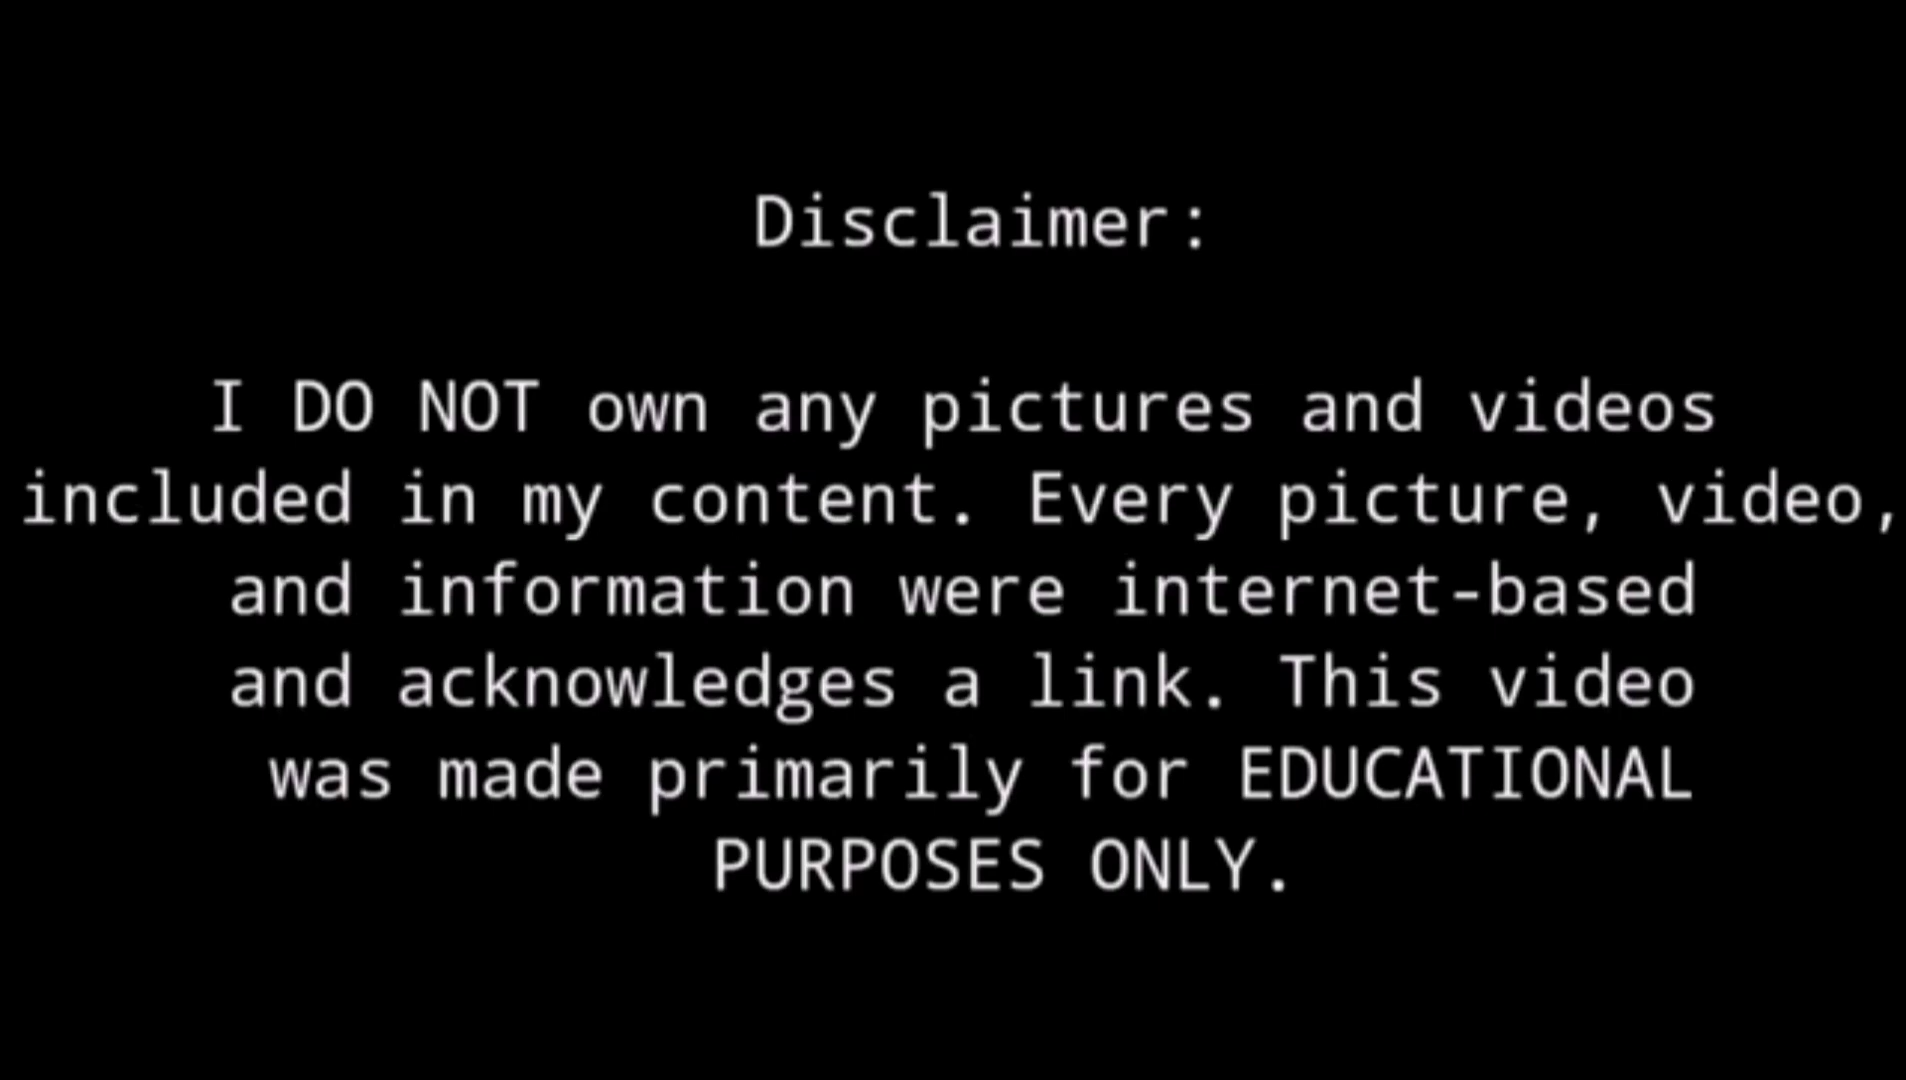 Disclaimer:
I DO NOT own any pictures and videos
included in my content. Every picture, video,
and information were internet-based
and acknowledges a link. This video
was made primarily for EDUCATIONAL
PURPOSES ONLY.